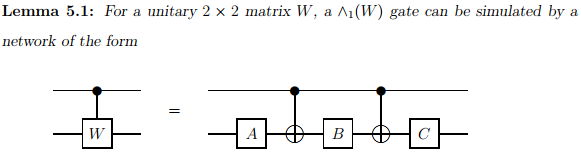 Lemma 5.1: For a unitary 2 × 2 matrix W, a ∧₁(W) gate can be simulated by a
network of the form
W = A B C